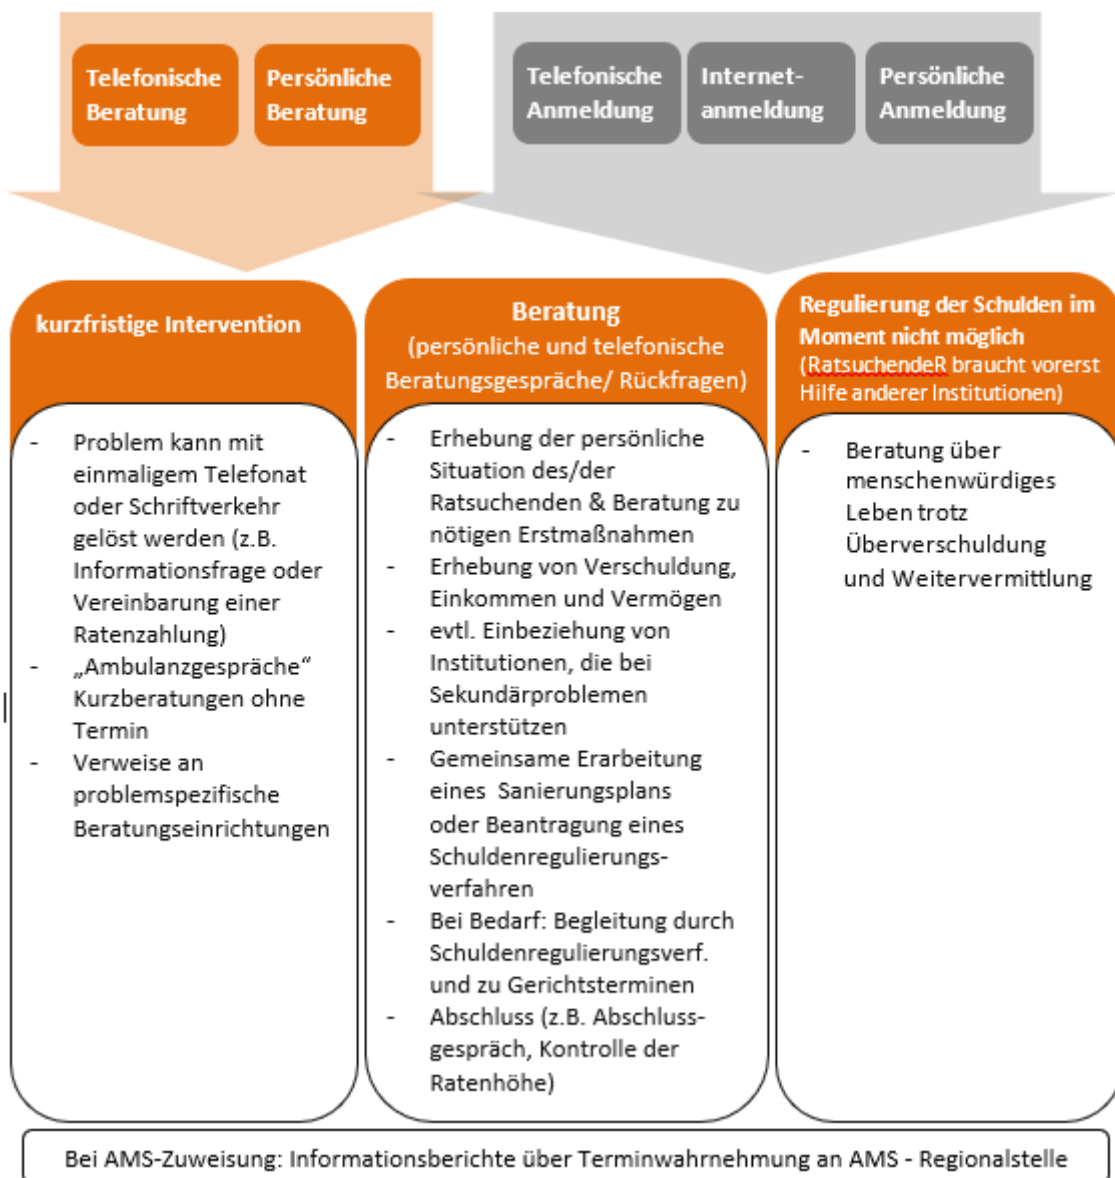 Telefonische
Beratung
Persönliche
Beratung
Telefonische
Anmeldung
Internet-
anmeldung
Persönliche
Anmeldung
kurzfristige Intervention
- Problem kann mit
einmaligem Telefonat
oder Schriftverkehr
gelöst werden (z.B.
Informationsfrage oder
Vereinbarung einer
Ratenzahlung)
- „Ambulanzgespräche“
Kurzberatungen ohne
Termin
- Verweise an
problemspezifische
Beratungseinrichtungen
Beratung
(persönliche und telefonische
Beratungsgespräche/ Rückfragen)
- Erhebung der persönliche
Situation des/der
Ratsuchenden & Beratung zu
nötigen Erstmaßnahmen
- Erhebung von Verschuldung,
Einkommen und Vermögen
- evtl. Einbeziehung von
Institutionen, die bei
Sekundärproblemen
unterstützen
- Gemeinsame Erarbeitung
eines Sanierungsplans
oder Beantragung eines
Schuldenregulierungs-
verfahren
- Bei Bedarf: Begleitung durch
Schuldenregulierungsverf.
und zu Gerichtsterminen
- Abschluss (z.B. Abschluss-
gespräch, Kontrolle der
Ratenhöhe)
Regulierung der Schulden im
Moment nicht möglich
(RatsuchendeR braucht vorerst
Hilfe anderer Institutionen)
- Beratung über
menschenwürdiges
Leben trotz
Überverschuldung
und Weitervermittlung
Bei AMS-Zuweisung: Informationsberichte über Terminwahrnehmung an AMS - Regionalstelle